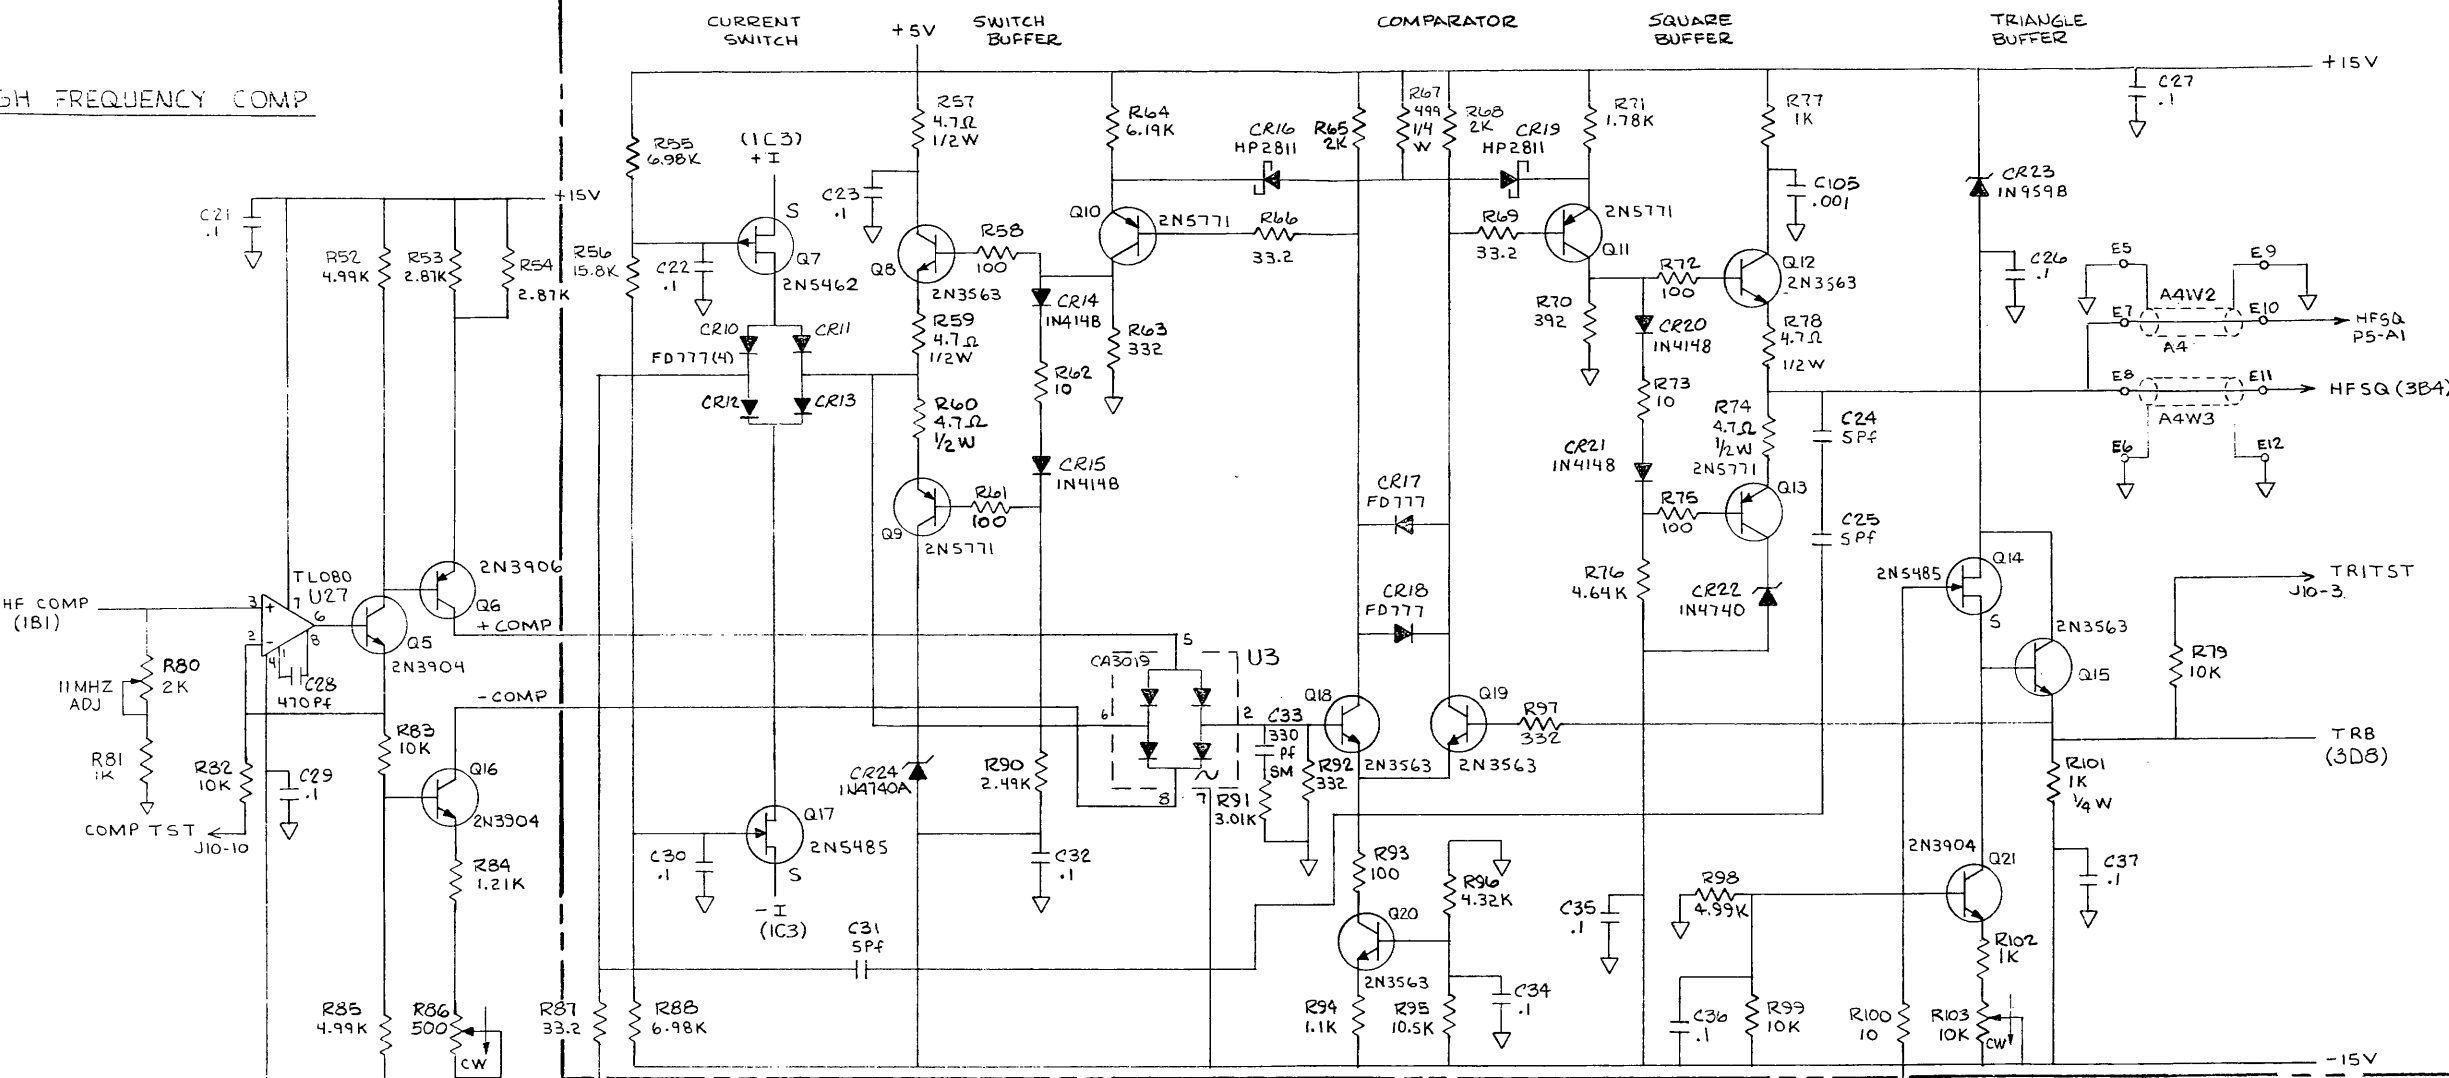 CURRENT
SWITCH
+5V
SWITCH
BUFFER
COMPARATOR
SQUARE
BUFFER
TRIANGLE
BUFFER
+15V
FREQUENCY COMP
C27
.1
R57
4.7Ω
1/2W
R64
6.19K
CR16
HP2811
R65
2K
R67
499
1/4
W
R68
2K
CR19
HP2811
R71
1.78K
R77
1K
R55
6.98K
(1C3)
+I
C23
.1
CR23
1N959B
C105
.001
+15V
C21
.1
S
Q7
2N5462
Q10
2N5771
R66
33.2
R69
33.2
2N5771
Q11
R58
100
Q8
2N3563
R52
4.99K
R53
2.87K
R54
2.87K
R56
15.8K
C22
.1
R72
100
Q12
2N3563
C26
.1
E5
E9
CR14
1N4148
R63
332
R70
392
CR20
1N4148
R78
4.7Ω
1/2W
A4W2
E7
E10
A4
HFSQ
P5-A1
R59
4.7Ω
1/2W
CR10
CR11
FD777(4)
R62
10
R73
10
CR12
CR13
R60
4.7Ω
1/2W
R74
4.7Ω
1/2W
2N5771
C24
5Pf
E8
E11
HFSQ (3B4)
A4W3
E6
E12
CR15
1N4148
CR21
1N4148
CR17
FD777
R61
100
Q9
2N5771
R75
100
Q13
C25
5Pf
2N3906
Q6
+COMP
TL080
U27
HF COMP
(1B1)
3
+
7
6
2
-
4
1
8
Q5
2N3904
CR18
FD777
R76
4.64K
CR22
1N4740
2N5485
Q14
S
TRITST
J10-3
2N3563
Q15
R79
10K
R80
2K
11MHZ
ADJ
C28
470Pf
-COMP
CA3019
5
U3
6
2
8
7
C33
330
Pf
SM
Q18
2N3563
Q19
2N3563
R97
332
TRB
(3D8)
R81
1K
R82
10K
R83
10K
C29
.1
Q16
2N3904
CR24
1N4740A
R90
2.49K
R91
3.01K
R92
332
R101
1K
1/4W
COMP TST
J10-10
R84
1.21K
Q17
2N5485
S
C30
.1
C32
.1
R93
100
R96
4.32K
2N3904
Q21
C37
.1
R98
4.99K
C35
.1
-I
(1C3)
C31
5Pf
Q20
2N3563
R102
1K
R85
4.99K
R86
500
CW
R87
33.2
R88
6.98K
R94
1.1K
R95
10.5K
C34
.1
C36
.1
R99
10K
R100
10
R103
10K
CW
-15V